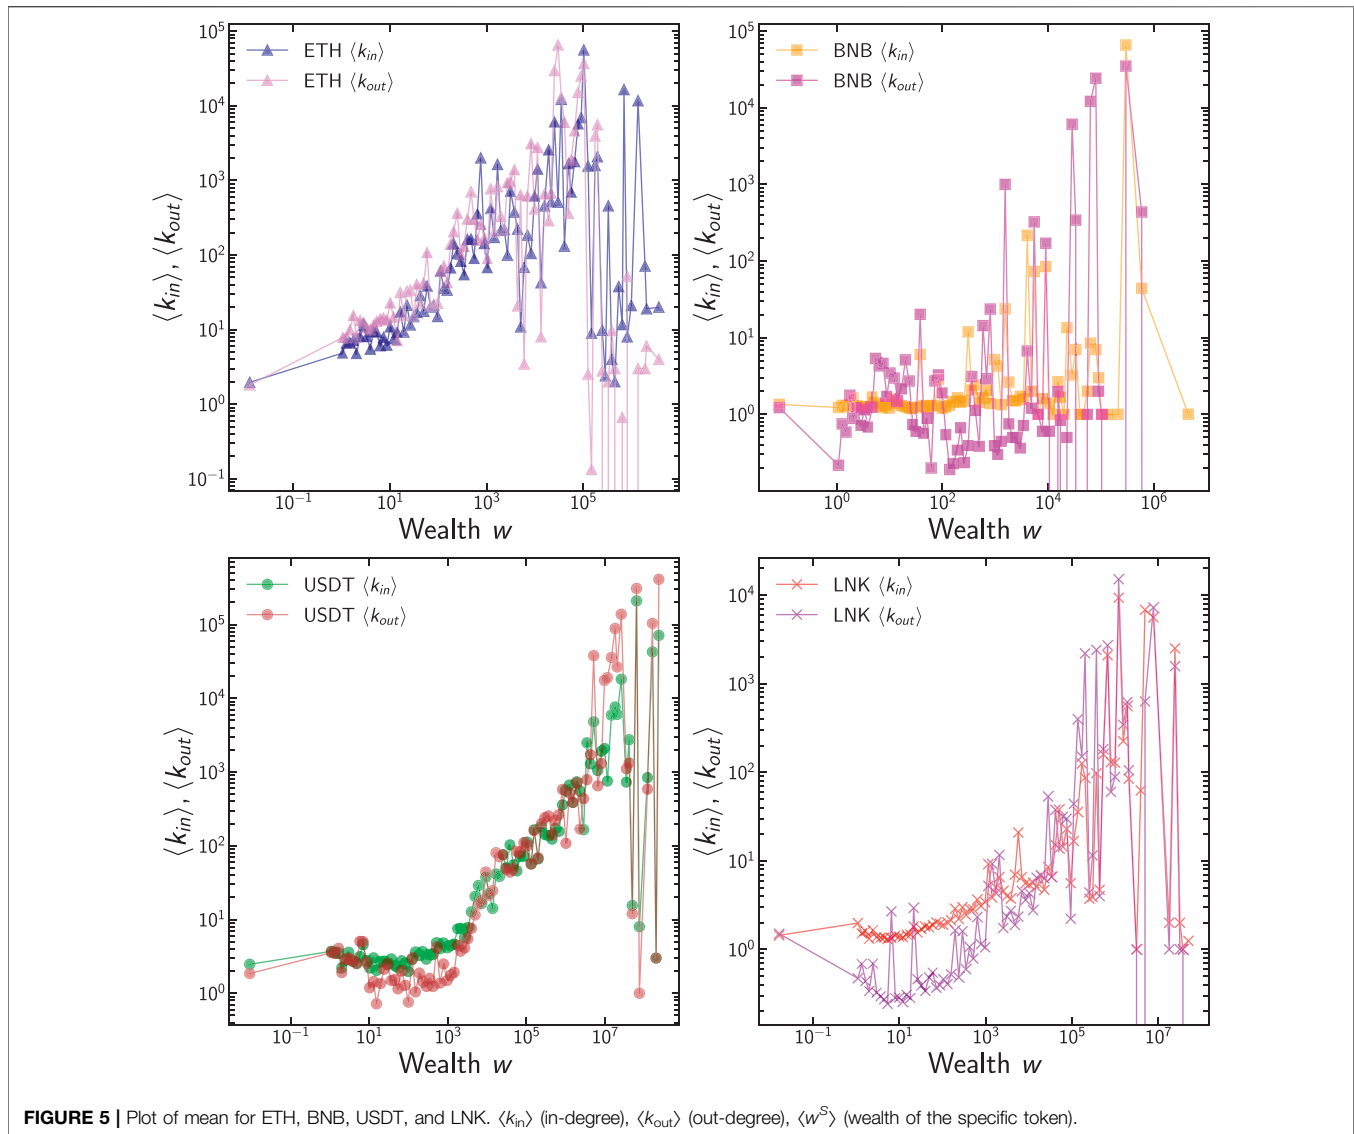 10^5
10^4
10^3
10^2
10^1
10^0
10^-1
⟨k_in⟩, ⟨k_out⟩
ETH ⟨k_in⟩
ETH ⟨k_out⟩
10^-1 10^1 10^3 10^5
Wealth w
10^5
10^4
10^3
10^2
10^1
10^0
⟨k_in⟩, ⟨k_out⟩
BNB ⟨k_in⟩
BNB ⟨k_out⟩
10^0 10^2 10^4 10^6
Wealth w
10^5
10^4
10^3
10^2
10^1
10^0
⟨k_in⟩, ⟨k_out⟩
USDT ⟨k_in⟩
USDT ⟨k_out⟩
10^-1 10^1 10^3 10^5 10^7
Wealth w
10^4
10^3
10^2
10^1
10^0
⟨k_in⟩, ⟨k_out⟩
LNK ⟨k_in⟩
LNK ⟨k_out⟩
10^-1 10^1 10^3 10^5 10^7
Wealth w
FIGURE 5 | Plot of mean for ETH, BNB, USDT, and LNK. ⟨k_in⟩ (in-degree), ⟨k_out⟩ (out-degree), ⟨w^S⟩ (wealth of the specific token).